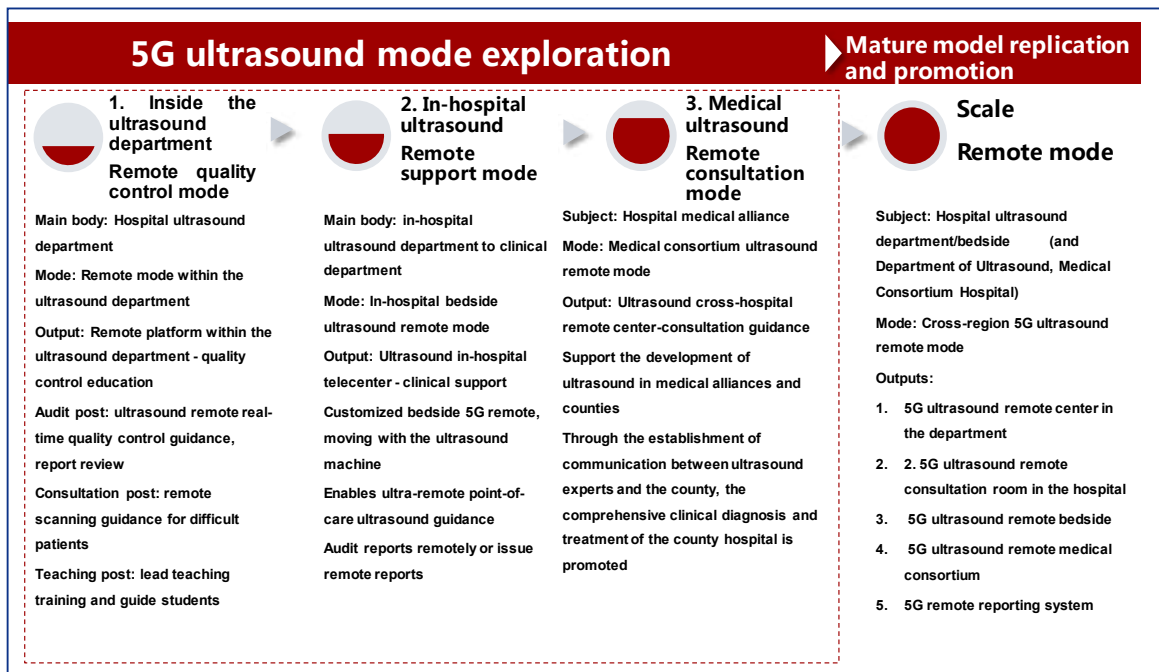 5G ultrasound mode exploration
Mature model replication
and promotion
1. Inside the
ultrasound
department
Remote quality
control mode
Main body: Hospital ultrasound
department
Mode: Remote mode within the
ultrasound department
Output: Remote platform within the
ultrasound department - quality
control education
Audit post: ultrasound remote real-
time quality control guidance,
report review
Consultation post: remote
scanning guidance for difficult
patients
Teaching post: lead teaching
training and guide students
2. In-hospital
ultrasound
Remote
support mode
Main body: in-hospital
ultrasound department to clinical
department
Mode: In-hospital bedside
ultrasound remote mode
Output: Ultrasound in-hospital
telecenter - clinical support
Customized bedside 5G remote,
moving with the ultrasound
machine
Enables ultra-remote point-of-
care ultrasound guidance
Audit reports remotely or issue
remote reports
3. Medical
ultrasound
Remote
consultation
mode
Subject: Hospital medical alliance
Mode: Medical consortium ultrasound
remote mode
Output: Ultrasound cross-hospital
remote center-consultation guidance
Support the development of
ultrasound in medical alliances and
counties
Through the establishment of
communication between ultrasound
experts and the county, the
comprehensive clinical diagnosis and
treatment of the county hospital is
promoted
Scale
Remote mode
Subject: Hospital ultrasound
department/bedside (and
Department of Ultrasound, Medical
Consortium Hospital)
Mode: Cross-region 5G ultrasound
remote mode
Outputs:
1. 5G ultrasound remote center in
the department
2. 2. 5G ultrasound remote
consultation room in the hospital
3. 5G ultrasound remote bedside
4. 5G ultrasound remote medical
consortium
5. 5G remote reporting system